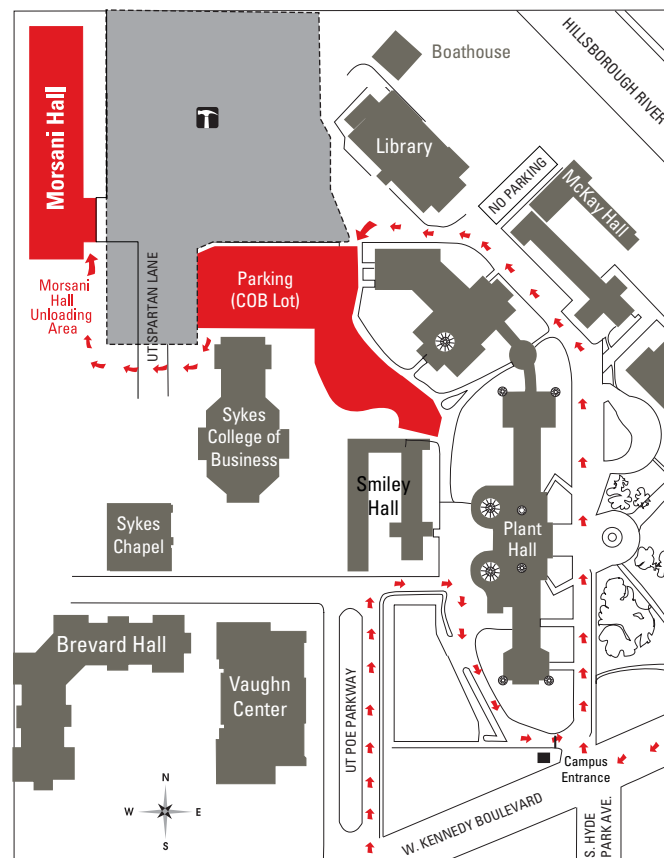 HILLSBOROUGH RIVER
Boathouse
Morsani Hall
Library
NO PARKING
McKay Hall
Parking
(COB Lot)
Morsani
Hall
Unloading
Area
UT SPARTAN LANE
Sykes
College of
Business
Smiley
Hall
Plant
Hall
Sykes
Chapel
Brevard Hall
Vaughn
Center
UT POE PARKWAY
Campus
Entrance
N
W
E
S
W. KENNEDY BOULEVARD
S. HYDE
PARK AVE.